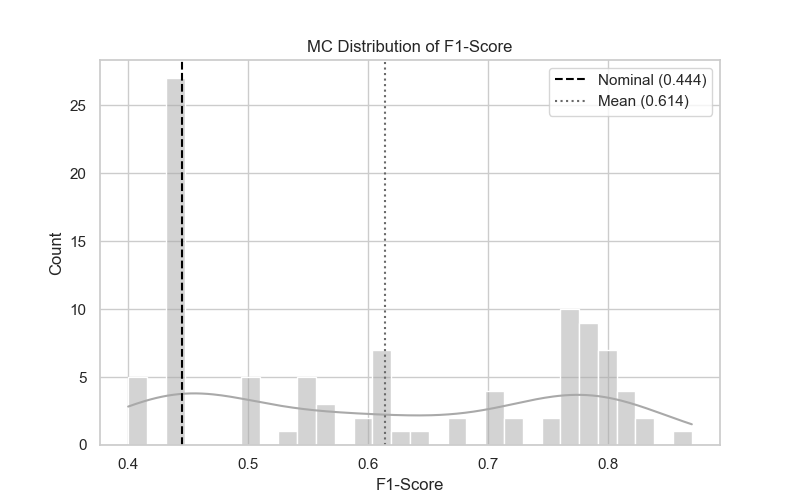 MC Distribution of F1-Score
Nominal (0.444)
Mean (0.614)
Count
25
20
15
10
5
0
0.4 0.5 0.6 0.7 0.8
F1-Score